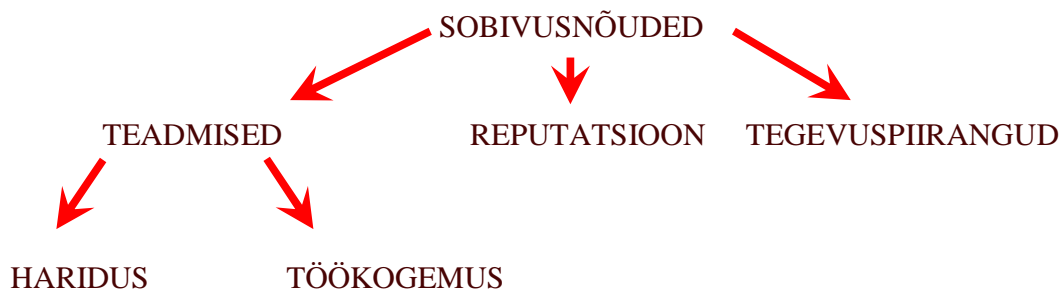 SOBIVUSNÕUDED
TEADMISED REPUTATSIOON TEGEVUSPIIRANGUD
HARIDUS TÖÖKOGEMUS